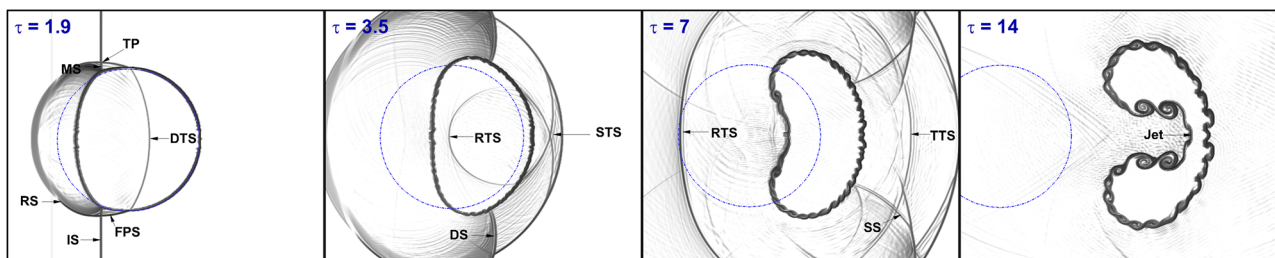 τ = 1.9
TP
MS
DTS
RS
IS
FPS
τ = 3.5
RTS
STS
DS
τ = 7
RTS
TTS
SS
τ = 14
Jet